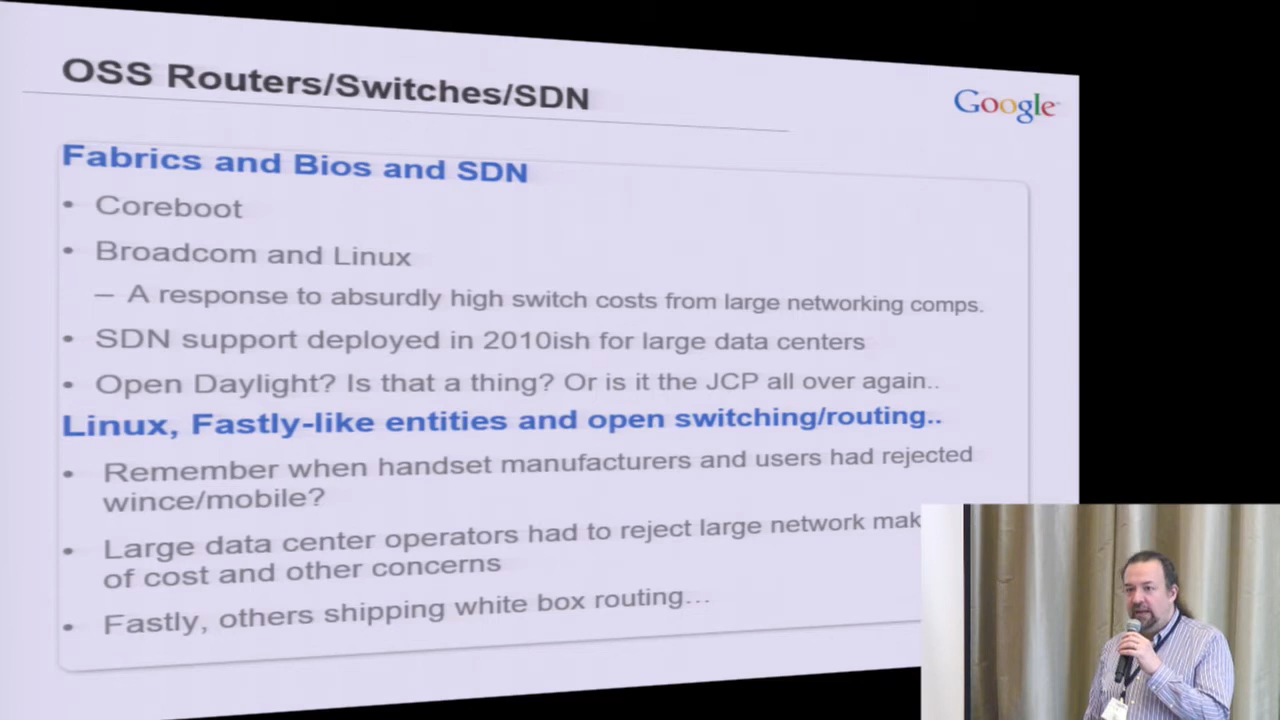 OSS Routers/Switches/SDN
Google
Fabrics and Bios and SDN
• Coreboot
• Broadcom and Linux
– A response to absurdly high switch costs from large networking comps.
• SDN support deployed in 2010ish for large data centers
• Open Daylight? Is that a thing? Or is it the JCP all over again..
Linux, Fastly-like entities and open switching/routing..
• Remember when handset manufacturers and users had rejected
wince/mobile?
• Large data center operators had to reject large network mak
of cost and other concerns
• Fastly, others shipping white box routing...